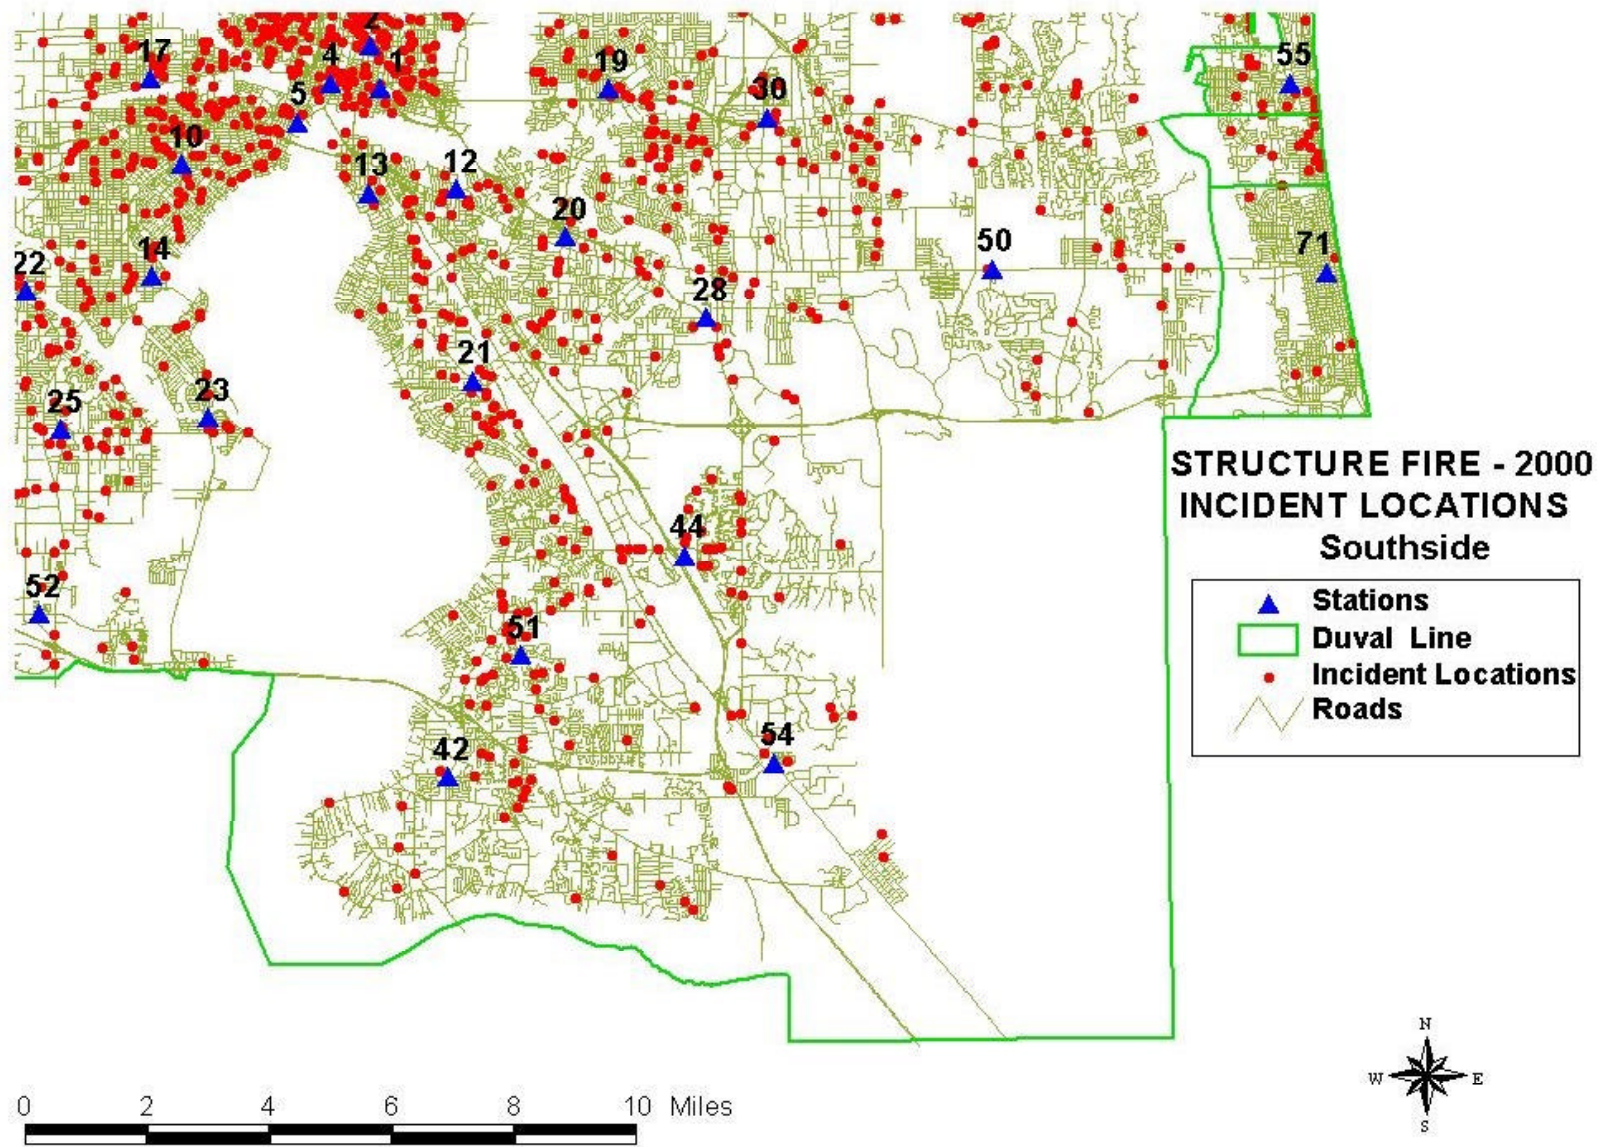 2
17
4
1
19
55
5
30
10
13
12
20
14
50
71
22
28
21
25
23
STRUCTURE FIRE - 2000
INCIDENT LOCATIONS
Southside
44
52
Stations
51
Duval Line
Incident Locations
Roads
42
54
N
W E
S
0 2 4 6 8 10 Miles